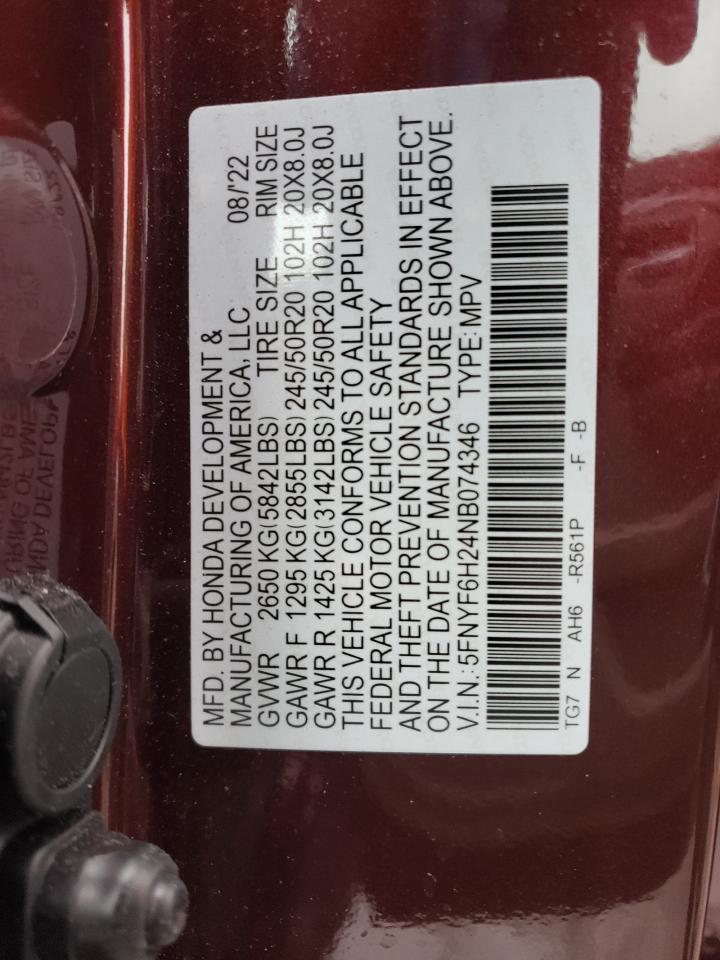 MFD. BY HONDA DEVELOPMENT &
MANUFACTURING OF AMERICA, LLC 08/'22
GVWR 2650 KG(5842LBS) TIRE SIZE RIM SIZE
GAWR F 1295 KG(2855LBS) 245/50R20 102H 20X8.0J
GAWR R 1425 KG(3142LBS) 245/50R20 102H 20X8.0J
THIS VEHICLE CONFORMS TO ALL APPLICABLE
FEDERAL MOTOR VEHICLE SAFETY
AND THEFT PREVENTION STANDARDS IN EFFECT
ON THE DATE OF MANUFACTURE SHOWN ABOVE.
V.I.N.: 5FNYF6H24NB074346 TYPE: MPV
TG7 N AH6 -R561P -F -B